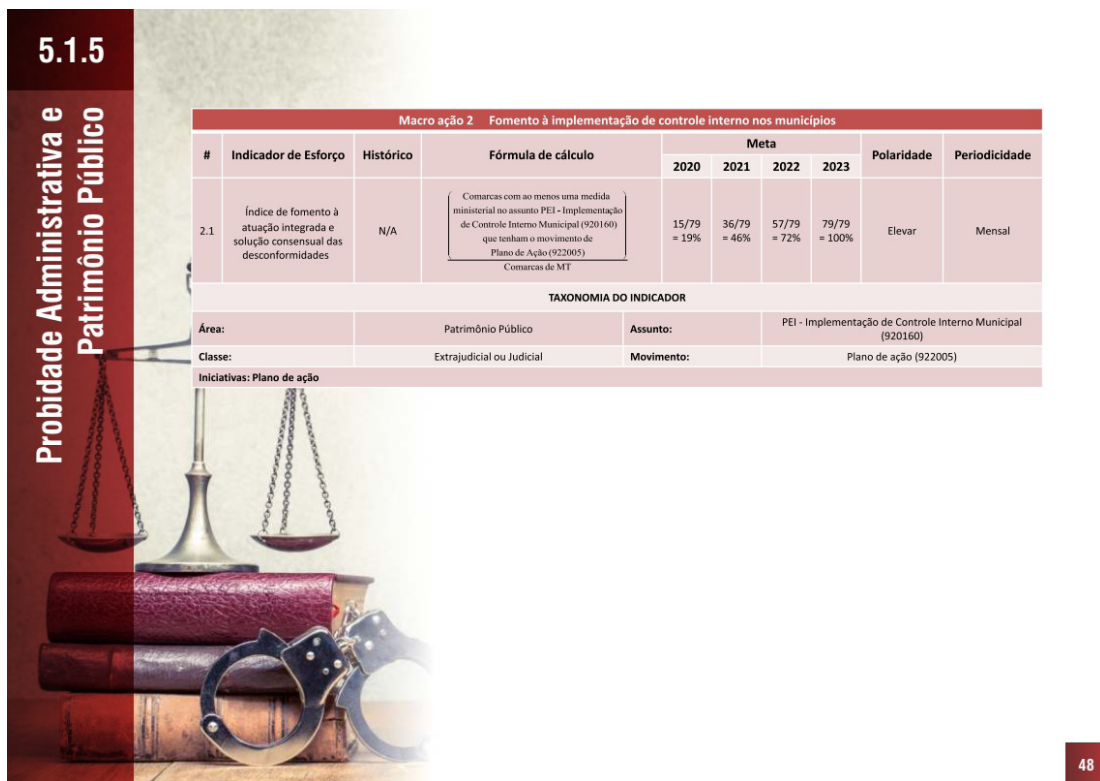 5.1.5
Probidade Administrativa e
Patrimônio Público
Macro ação 2 Fomento à implementação de controle interno nos municípios
# Indicador de Esforço Histórico Fórmula de cálculo Meta Polaridade Periodicidade
2020 2021 2022 2023
2.1
Índice de fomento à
atuação integrada e
solução consensual das
desconformidades
N/A
Comarcas com ao menos uma medida
ministerial no assunto PEI - Implementação
de Controle Interno Municipal (920160)
que tenham o movimento de
Plano de Ação (922005)
Comarcas de MT
15/79
= 19%
36/79
= 46%
57/79
= 72%
79/79
= 100%
Elevar
Mensal
TAXONOMIA DO INDICADOR
Área: Patrimônio Público Assunto: PEI - Implementação de Controle Interno Municipal
(920160)
Classe: Extrajudicial ou Judicial Movimento: Plano de ação (922005)
Iniciativas: Plano de ação
48